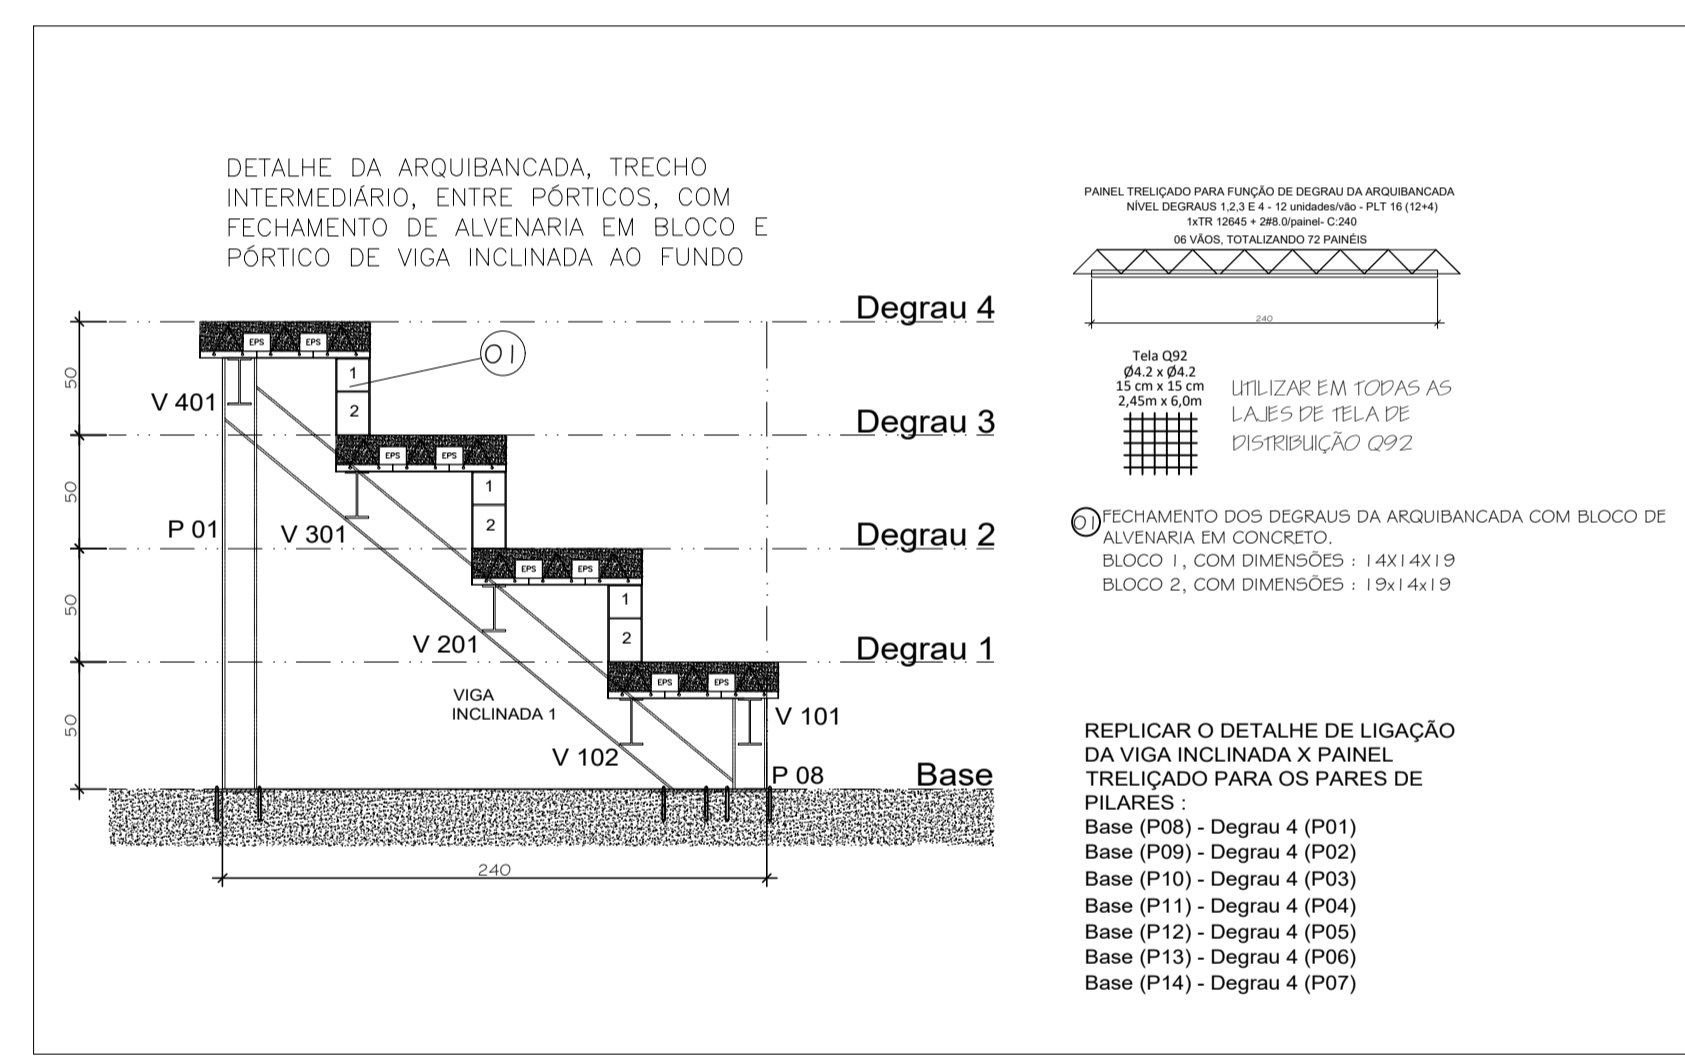 DETALHE DA ARQUIBANCADA, TRECHO
INTERMEDIÁRIO, ENTRE PÓRTICOS, COM
FECHAMENTO DE ALVENARIA EM BLOCO E
PÓRTICO DE VIGA INCLINADA AO FUNDO
Degrau 4
EPS
EPS
01
1
2
50
V 401
Degrau 3
EPS
EPS
1
2
50
P 01
V 301
Degrau 2
EPS
EPS
1
2
50
V 201
Degrau 1
EPS
EPS
VIGA
INCLINADA 1
V 101
50
V 102
P 08
Base
240
PAINEL TRELIÇADO PARA FUNÇÃO DE DEGRAU DA ARQUIBANCADA
NÍVEL DEGRAUS 1,2,3 E 4 - 12 unidades/vão - PLT 16 (12+4)
1xTR 12645 + 2#8.0/painel- C:240
06 VÃOS, TOTALIZANDO 72 PAINÉIS
240
Tela Q92
Ø4.2 x Ø4.2
15 cm x 15 cm
2,45m x 6,0m
UTILIZAR EM TODAS AS
LAJES DE TELA DE
DISTRIBUIÇÃO Q92
01 FECHAMENTO DOS DEGRAUS DA ARQUIBANCADA COM BLOCO DE
ALVENARIA EM CONCRETO.
BLOCO 1, COM DIMENSÕES : 14X14X19
BLOCO 2, COM DIMENSÕES : 19x14x19
REPLICAR O DETALHE DE LIGAÇÃO
DA VIGA INCLINADA X PAINEL
TRELIÇADO PARA OS PARES DE
PILARES :
Base (P08) - Degrau 4 (P01)
Base (P09) - Degrau 4 (P02)
Base (P10) - Degrau 4 (P03)
Base (P11) - Degrau 4 (P04)
Base (P12) - Degrau 4 (P05)
Base (P13) - Degrau 4 (P06)
Base (P14) - Degrau 4 (P07)